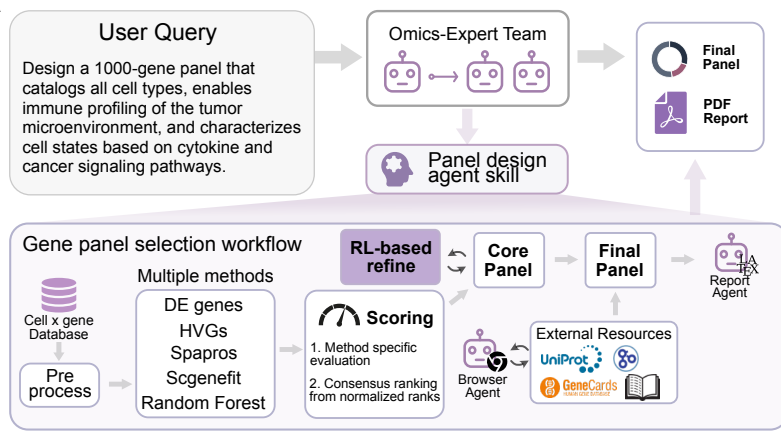 User Query
Design a 1000-gene panel that
catalogs all cell types, enables
immune profiling of the tumor
microenvironment, and characterizes
cell states based on cytokine and
cancer signaling pathways.
Omics-Expert Team
Final
Panel
PDF
Report
Panel design
agent skill
Gene panel selection workflow
Cell x gene
Database
Pre
process
Multiple methods
DE genes
HVGs
Spapros
Scgenefit
Random Forest
Scoring
1. Method specific
evaluation
2. Consensus ranking
from normalized ranks
RL-based
refine
Core
Panel
Final
Panel
LATEX
Report
Agent
Browser
Agent
External Resources
UniProt
GeneCards
HUMAN GENE DATABASE